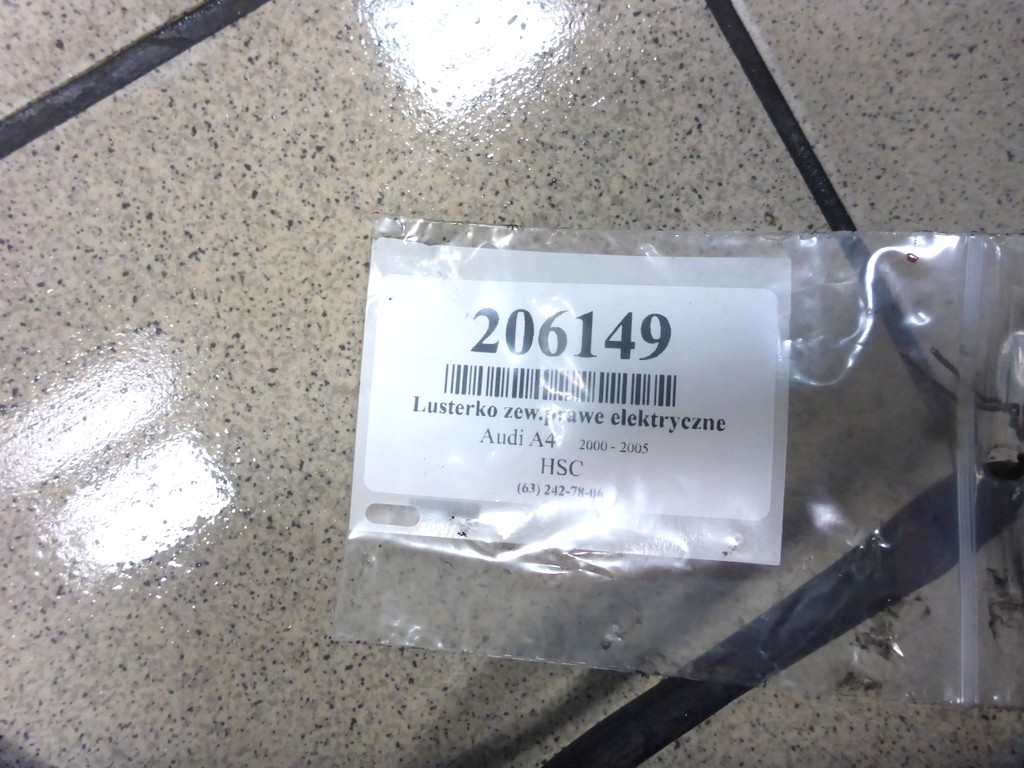 206149
Lusterko zew.prawe elektryczne
Audi A4 2000 - 2005
HSC
(63) 242-78-06